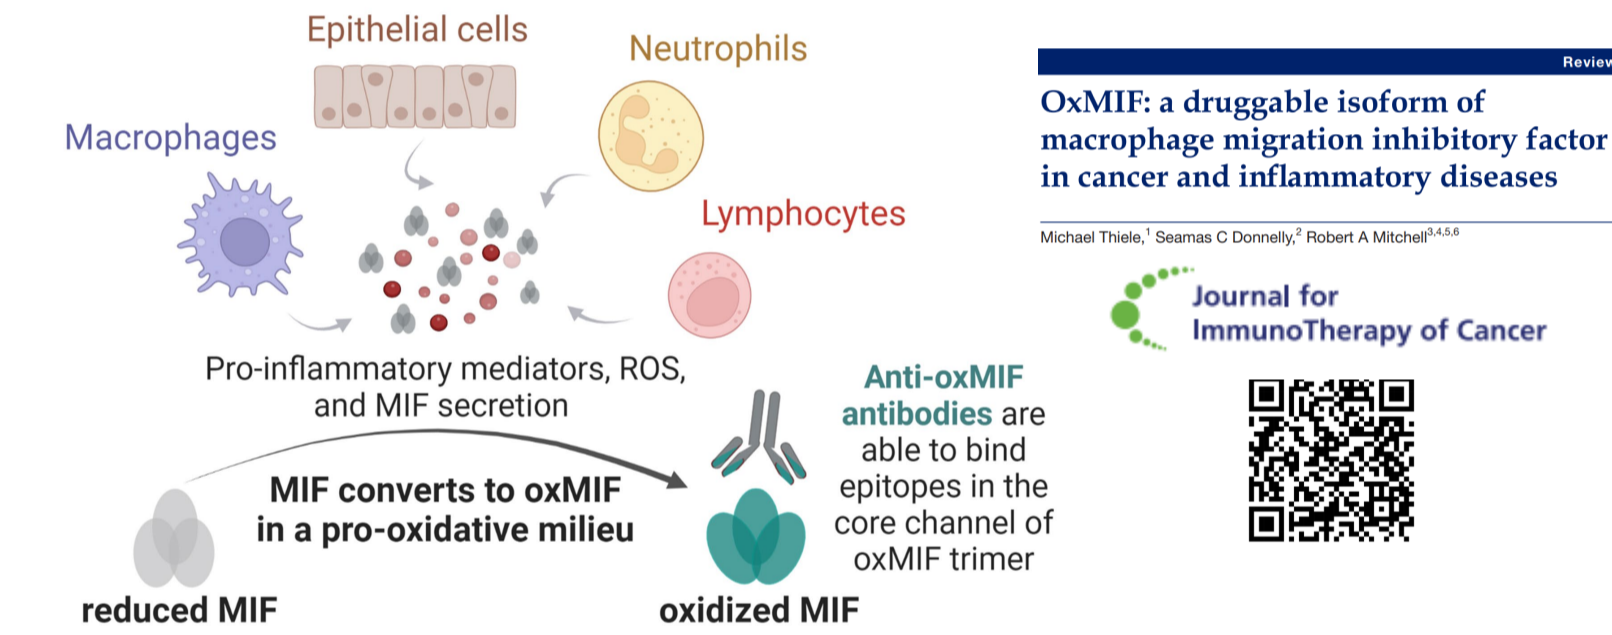 Epithelial cells
Neutrophils
Macrophages
Lymphocytes
Pro-inflammatory mediators, ROS,
and MIF secretion
MIF converts to oxMIF
in a pro-oxidative milieu
reduced MIF
oxidized MIF
Anti-oxMIF
antibodies are
able to bind
epitopes in the
core channel of
oxMIF trimer
Review
OxMIF: a druggable isoform of
macrophage migration inhibitory factor
in cancer and inflammatory diseases
Michael Thiele,¹ Seamas C Donnelly,² Robert A Mitchell³,⁴,⁵,⁶
Journal for
ImmunoTherapy of Cancer